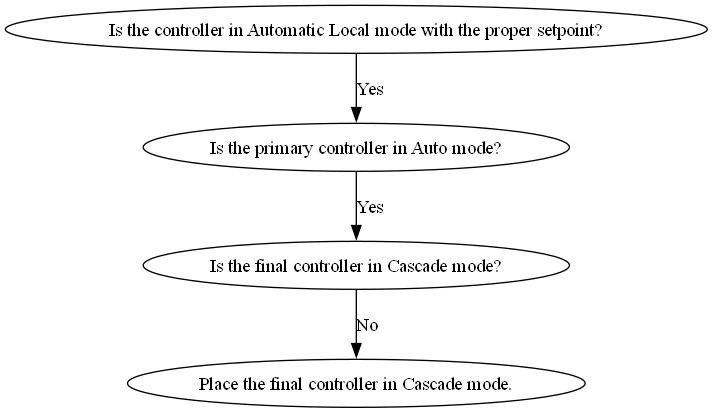 Is the controller in Automatic Local mode with the proper setpoint?
Yes
Is the primary controller in Auto mode?
Yes
Is the final controller in Cascade mode?
No
Place the final controller in Cascade mode.